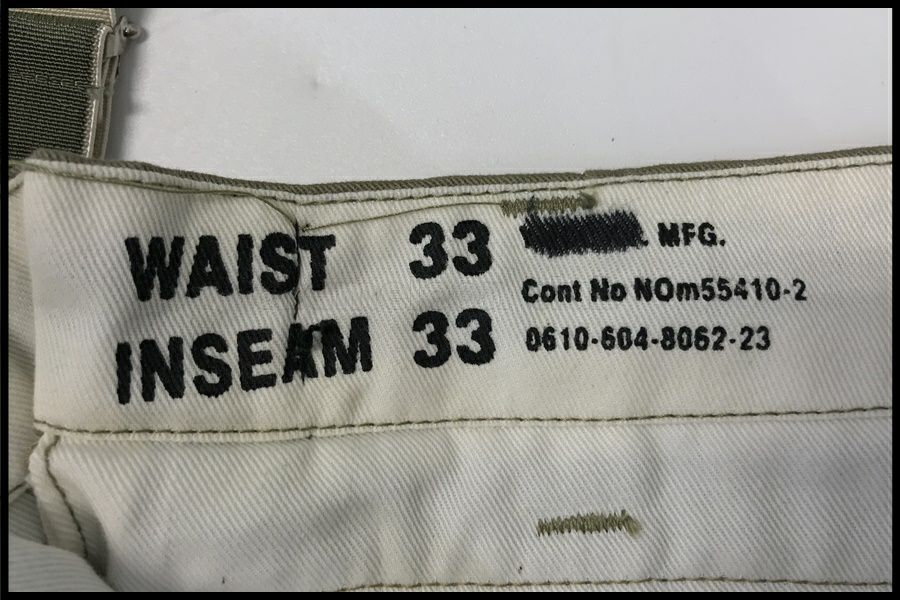 WAIST 33
INSEAM 33
MFG.
Cont No NOm55410-2
0610-604-8062-23